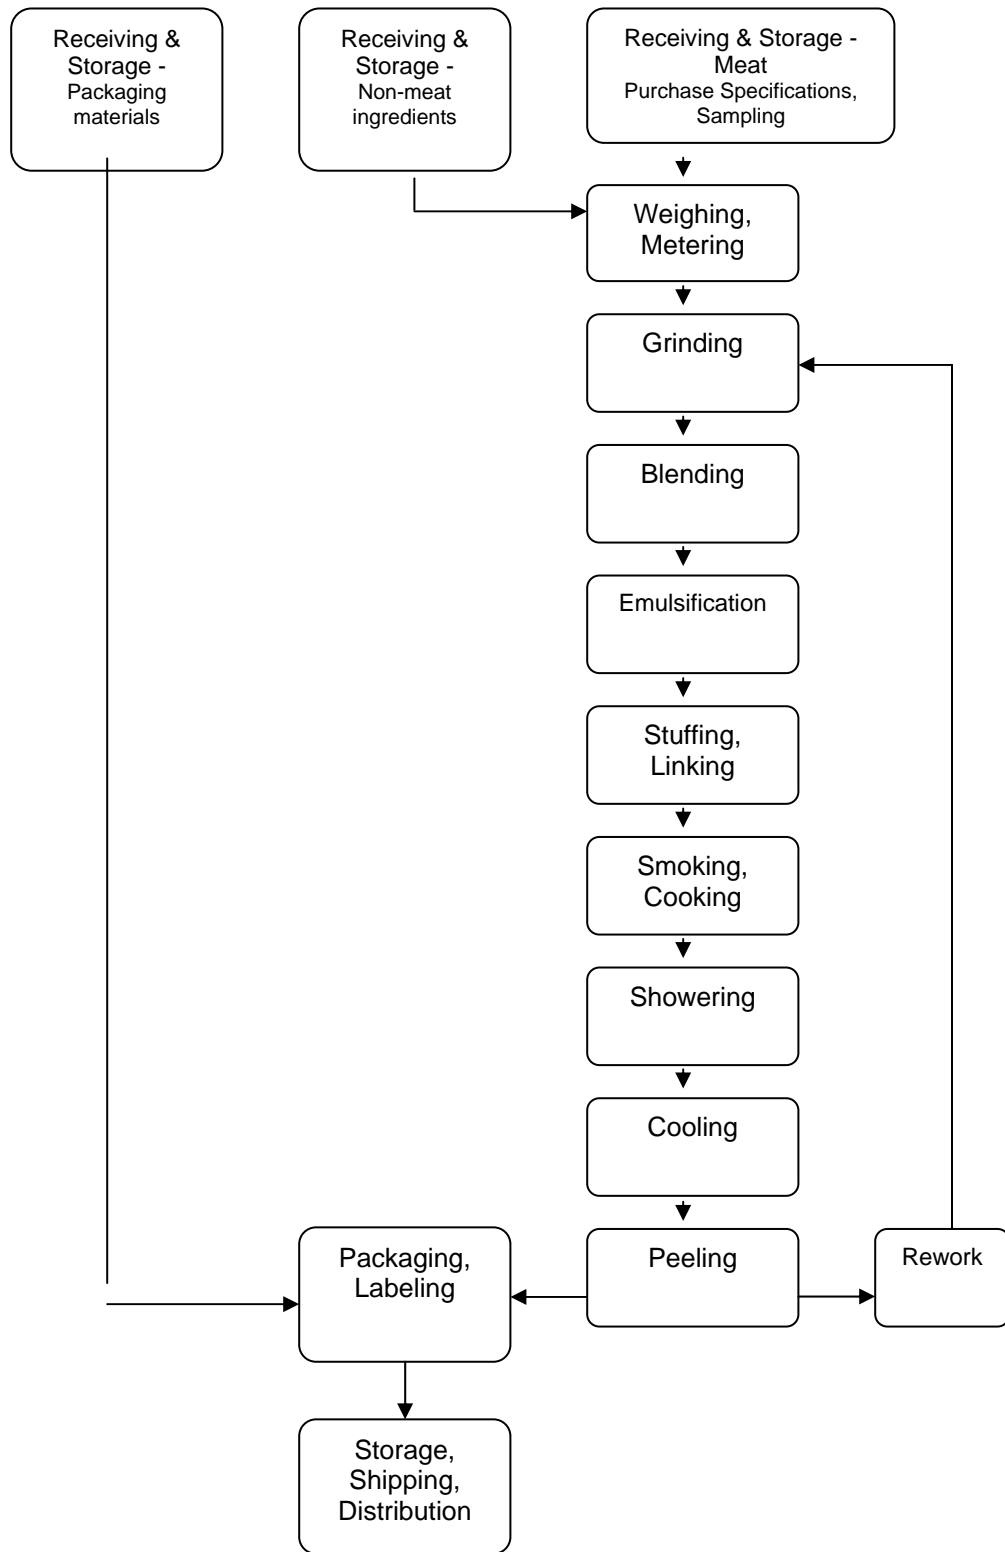 Receiving &
Storage -
Packaging
materials
Receiving &
Storage -
Non-meat
ingredients
Receiving & Storage -
Meat
Purchase Specifications,
Sampling
Weighing,
Metering
Grinding
Blending
Emulsification
Stuffing,
Linking
Smoking,
Cooking
Showering
Cooling
Packaging,
Labeling
Peeling
Rework
Storage,
Shipping,
Distribution